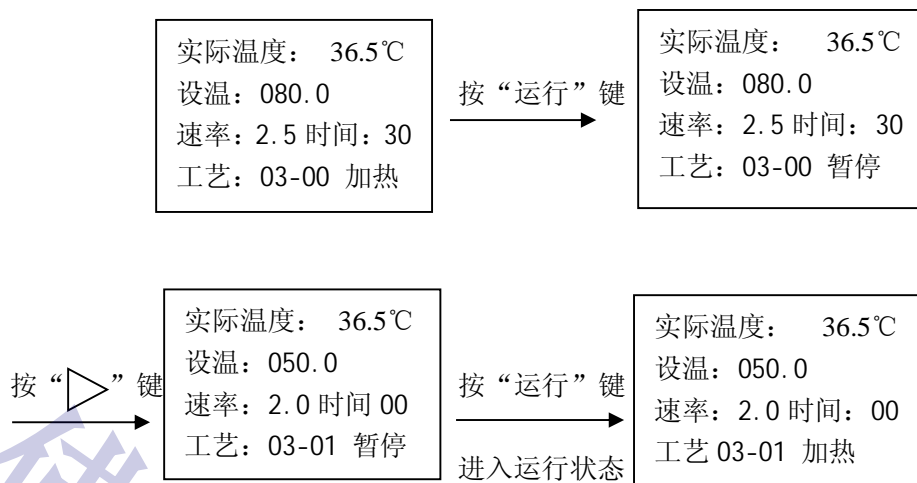 实际温度： 36.5℃
设温：080.0
速率：2.5 时间：30
工艺：03-00 加热
按“运行”键
实际温度： 36.5℃
设温：080.0
速率：2.5 时间：30
工艺：03-00 暂停
按“▷”键
实际温度： 36.5℃
设温：050.0
速率：2.0 时间 00
工艺：03-01 暂停
按“运行”键
进入运行状态
实际温度： 36.5℃
设温：050.0
速率：2.0 时间：00
工艺 03-01 加热